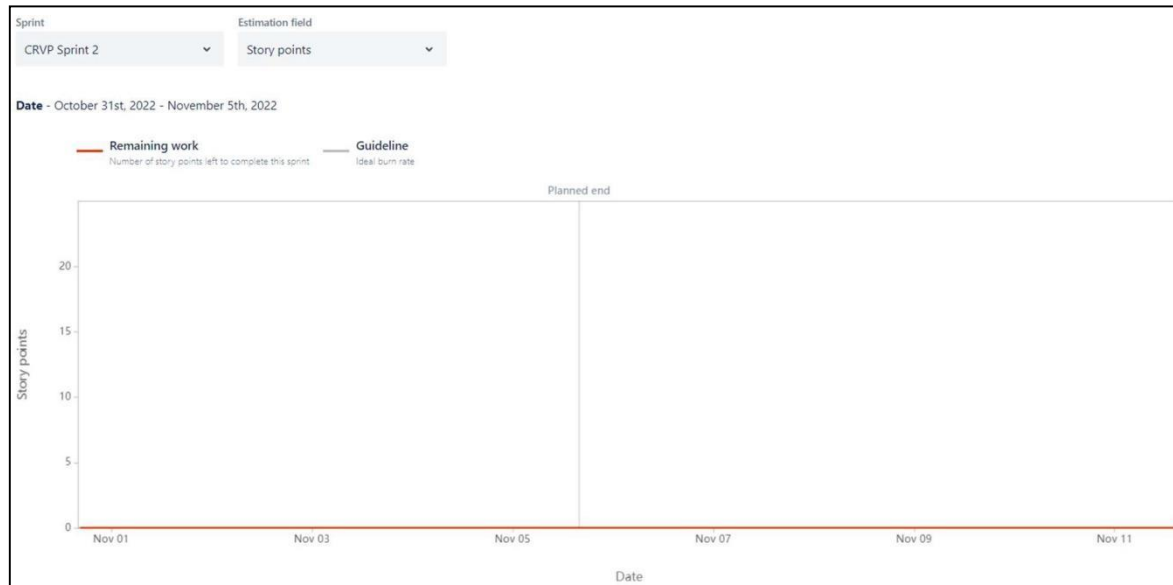 Sprint
Estimation field
CRVP Sprint 2
Story points
Date - October 31st, 2022 - November 5th, 2022
Remaining work
Number of story points left to complete this sprint
Guideline
Ideal burn rate
Planned end
20
15
10
5
0
Story points
Nov 01
Nov 03
Nov 05
Nov 07
Nov 09
Nov 11
Date